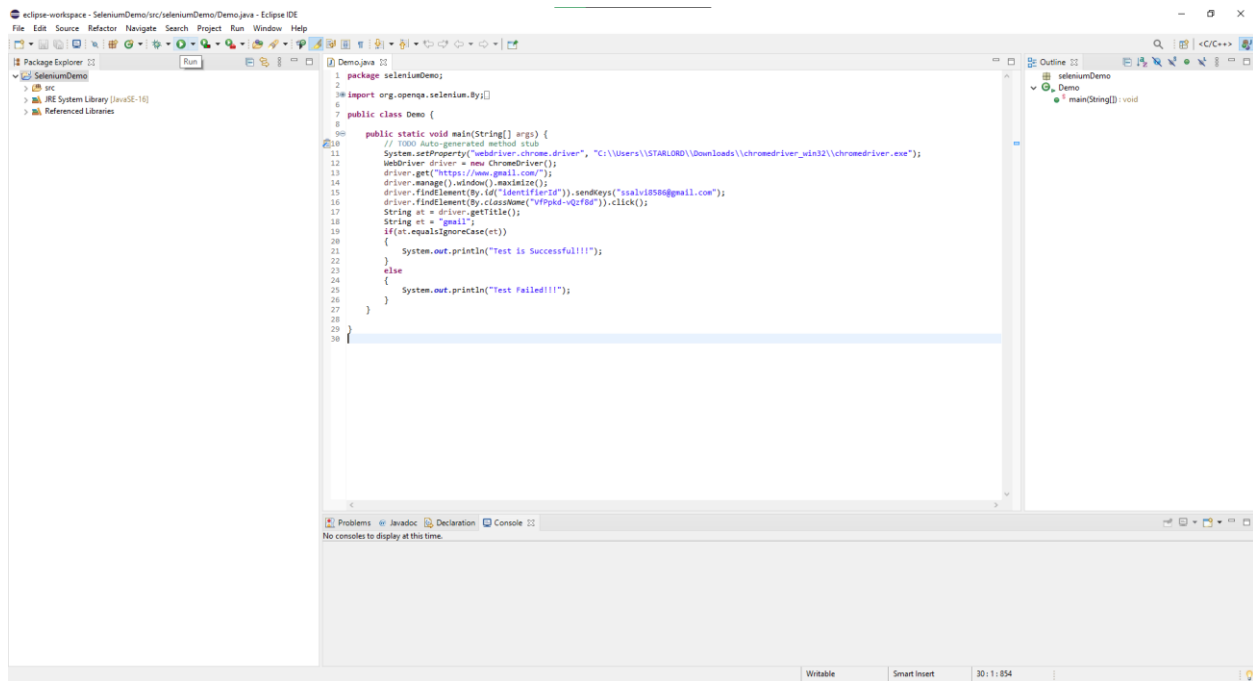 eclipse-workspace - SeleniumDemo/src/seleniumDemo/Demo.java - Eclipse IDE
File Edit Source Refactor Navigate Search Project Run Window Help
<C/C++>
Package Explorer
Run
SeleniumDemo
src
JRE System Library [JavaSE-16]
Referenced Libraries
Demo.java
1 package seleniumDemo;
2
3 import org.openqa.selenium.By;
6
7 public class Demo {
8
9 public static void main(String[] args) {
10 // TODO Auto-generated method stub
11 System.setProperty("webdriver.chrome.driver", "C:\\Users\\STARLORD\\Downloads\\chromedriver_win32\\chromedriver.exe");
12 WebDriver driver = new ChromeDriver();
13 driver.get("https://www.gmail.com/");
14 driver.manage().window().maximize();
15 driver.findElement(By.id("identifierId")).sendKeys("ssalvi8586@gmail.com");
16 driver.findElement(By.className("VfPpkd-vQzf8d")).click();
17 String at = driver.getTitle();
18 String et = "gmail";
19 if(at.equalsIgnoreCase(et))
20 {
21 System.out.println("Test is Successful!!!");
22 }
23 else
24 {
25 System.out.println("Test Failed!!!");
26 }
27 }
28
29 }
30
Outline
seleniumDemo
Demo
main(String[]) : void
Problems Javadoc Declaration Console
No consoles to display at this time.
Writable Smart Insert 30 : 1 : 854